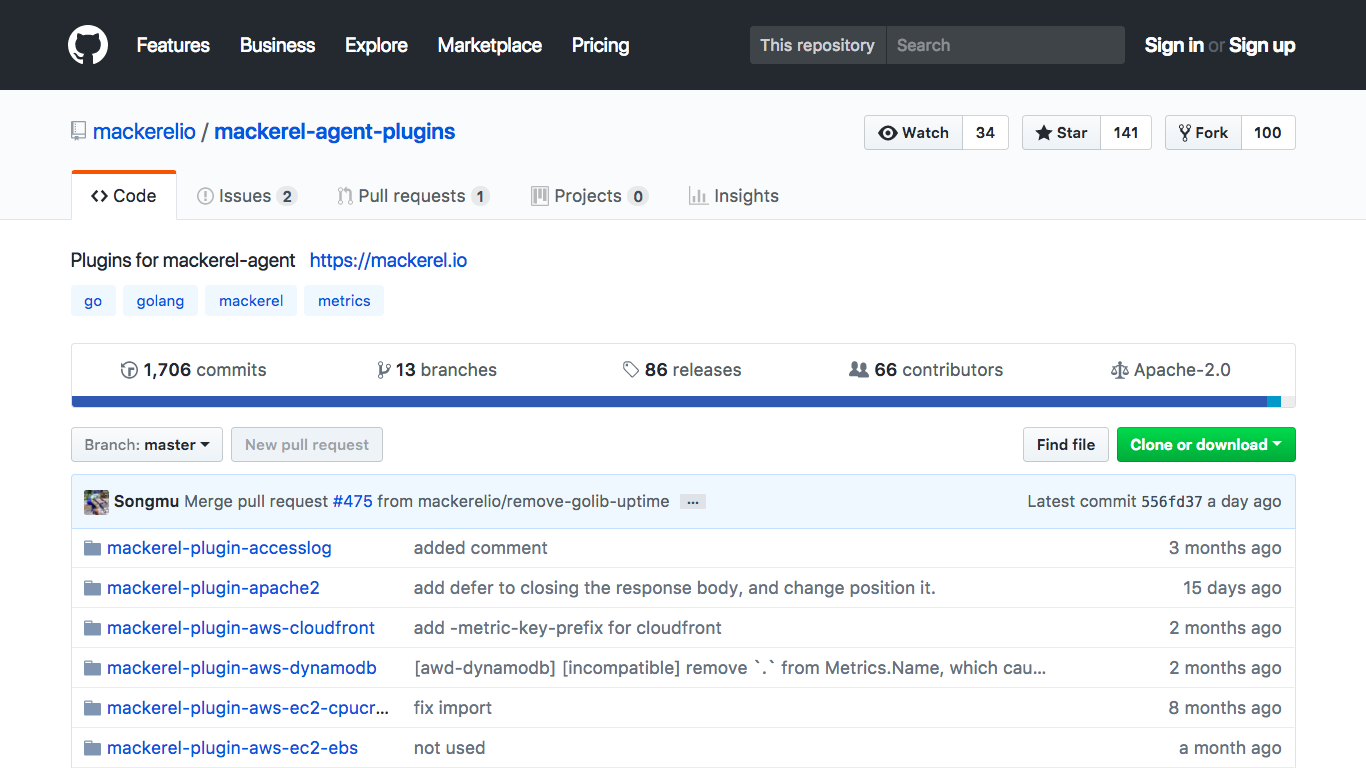 Features Business Explore Marketplace Pricing This repository Search Sign in or Sign up
mackerelio / mackerel-agent-plugins Watch 34 Star 141 Fork 100
Code Issues 2 Pull requests 1 Projects 0 Insights
Plugins for mackerel-agent https://mackerel.io
go golang mackerel metrics
1,706 commits 13 branches 86 releases 66 contributors Apache-2.0
Branch: master New pull request Find file Clone or download
Songmu Merge pull request #475 from mackerelio/remove-golib-uptime … Latest commit 556fd37 a day ago
mackerel-plugin-accesslog added comment 3 months ago
mackerel-plugin-apache2 add defer to closing the response body, and change position it. 15 days ago
mackerel-plugin-aws-cloudfront add -metric-key-prefix for cloudfront 2 months ago
mackerel-plugin-aws-dynamodb [awd-dynamodb] [incompatible] remove `.` from Metrics.Name, which cau... 2 months ago
mackerel-plugin-aws-ec2-cpucr... fix import 8 months ago
mackerel-plugin-aws-ec2-ebs not used a month ago